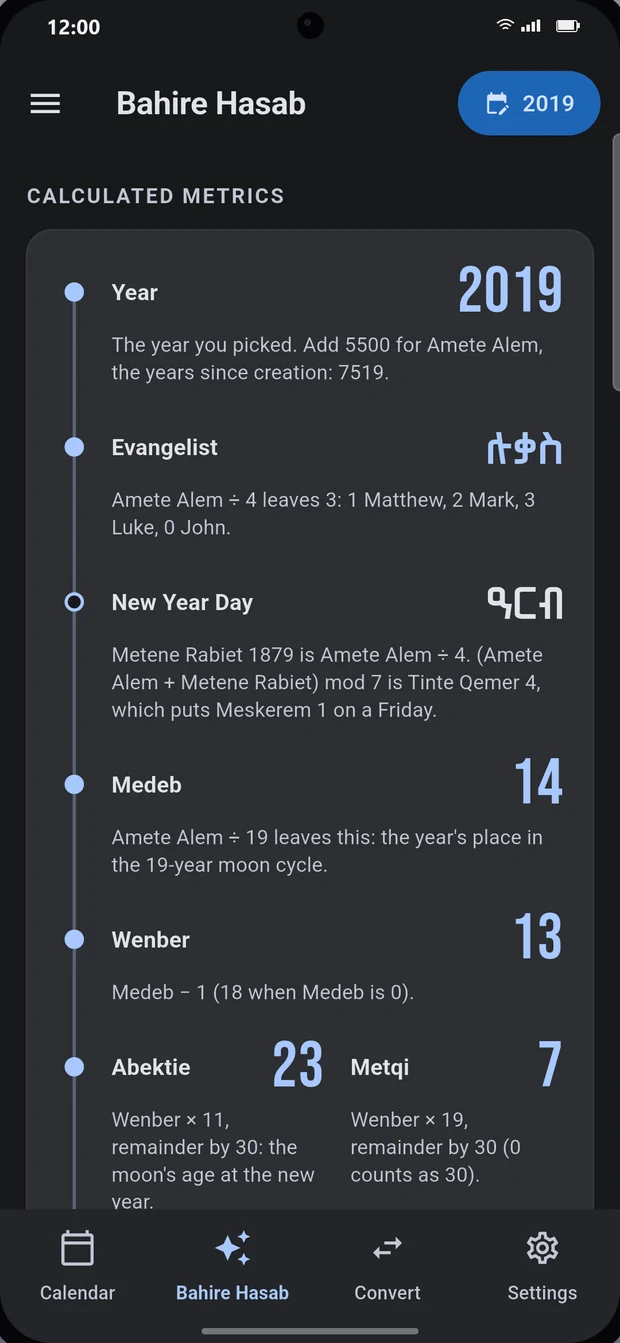 12:00
Bahire Hasab
2019
CALCULATED METRICS
Year
2019
The year you picked. Add 5500 for Amete Alem,
the years since creation: 7519.
Evangelist
ሉቃስ
Amete Alem ÷ 4 leaves 3: 1 Matthew, 2 Mark, 3
Luke, 0 John.
New Year Day
ዓርብ
Metene Rabiet 1879 is Amete Alem ÷ 4. (Amete
Alem + Metene Rabiet) mod 7 is Tinte Qemer 4,
which puts Meskerem 1 on a Friday.
Medeb
14
Amete Alem ÷ 19 leaves this: the year's place in
the 19-year moon cycle.
Wenber
13
Medeb − 1 (18 when Medeb is 0).
Abektie
23
Wenber × 11,
remainder by 30: the
moon's age at the new
year.
Metqi
7
Wenber × 19,
remainder by 30 (0
counts as 30).
Calendar
Bahire Hasab
Convert
Settings